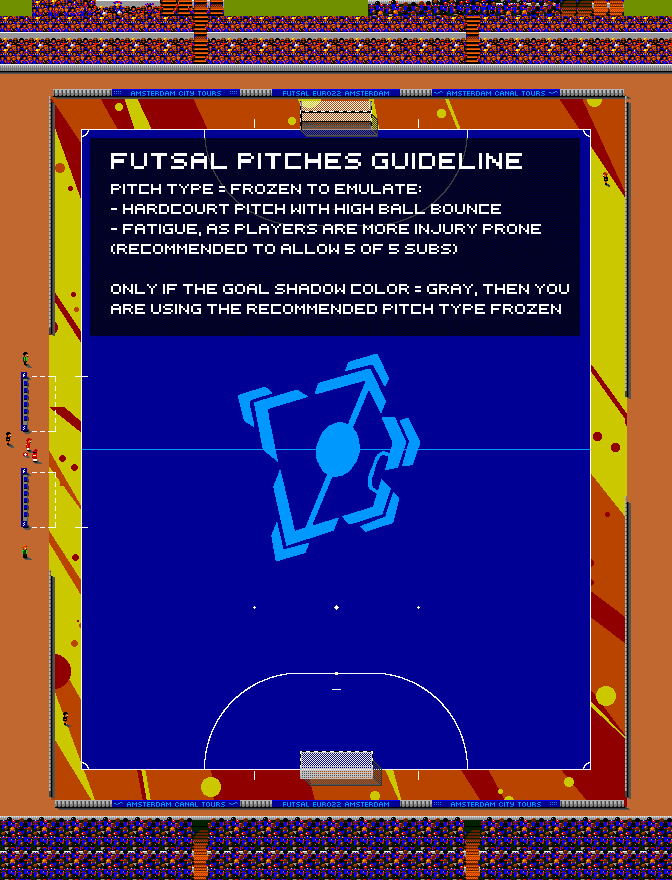 AMSTERDAM CITY TOURS FUTSAL EURO22 AMSTERDAM AMSTERDAM CANAL TOURS
FUTSAL PITCHES GUIDELINE
PITCH TYPE = FROZEN TO EMULATE:
- HARDCOURT PITCH WITH HIGH BALL BOUNCE
- FATIGUE, AS PLAYERS ARE MORE INJURY PRONE
(RECOMMENDED TO ALLOW 5 OF 5 SUBS)
ONLY IF THE GOAL SHADOW COLOR = GRAY, THEN YOU
ARE USING THE RECOMMENDED PITCH TYPE FROZEN
AMSTERDAM CANAL TOURS FUTSAL EURO22 AMSTERDAM AMSTERDAM CITY TOURS